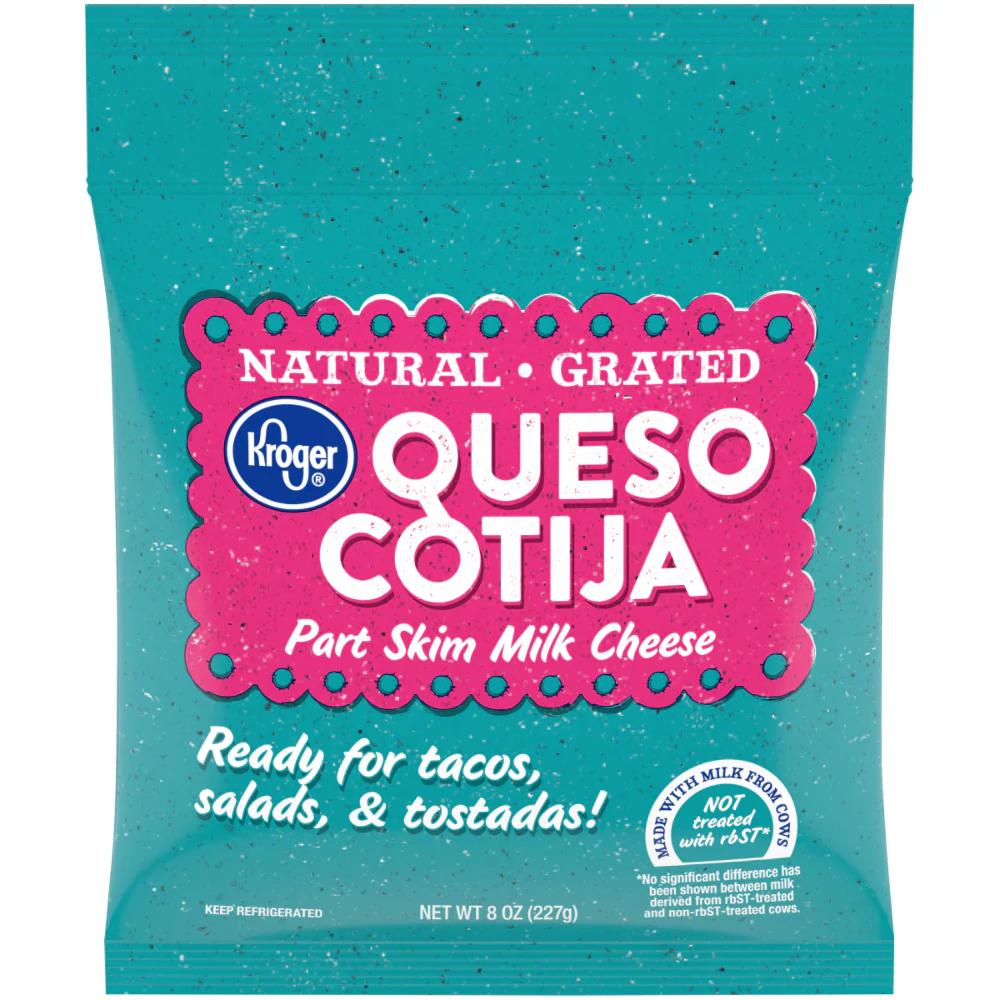 NATURAL • GRATED
Kroger®
QUESO
COTIJA
Part Skim Milk Cheese
Ready for tacos,
salads, & tostadas!
MADE WITH MILK FROM COWS
NOT
treated
with rbST*
*No significant difference has
been shown between milk
derived from rbST-treated
and non-rbST-treated cows.
KEEP REFRIGERATED
NET WT 8 OZ (227g)